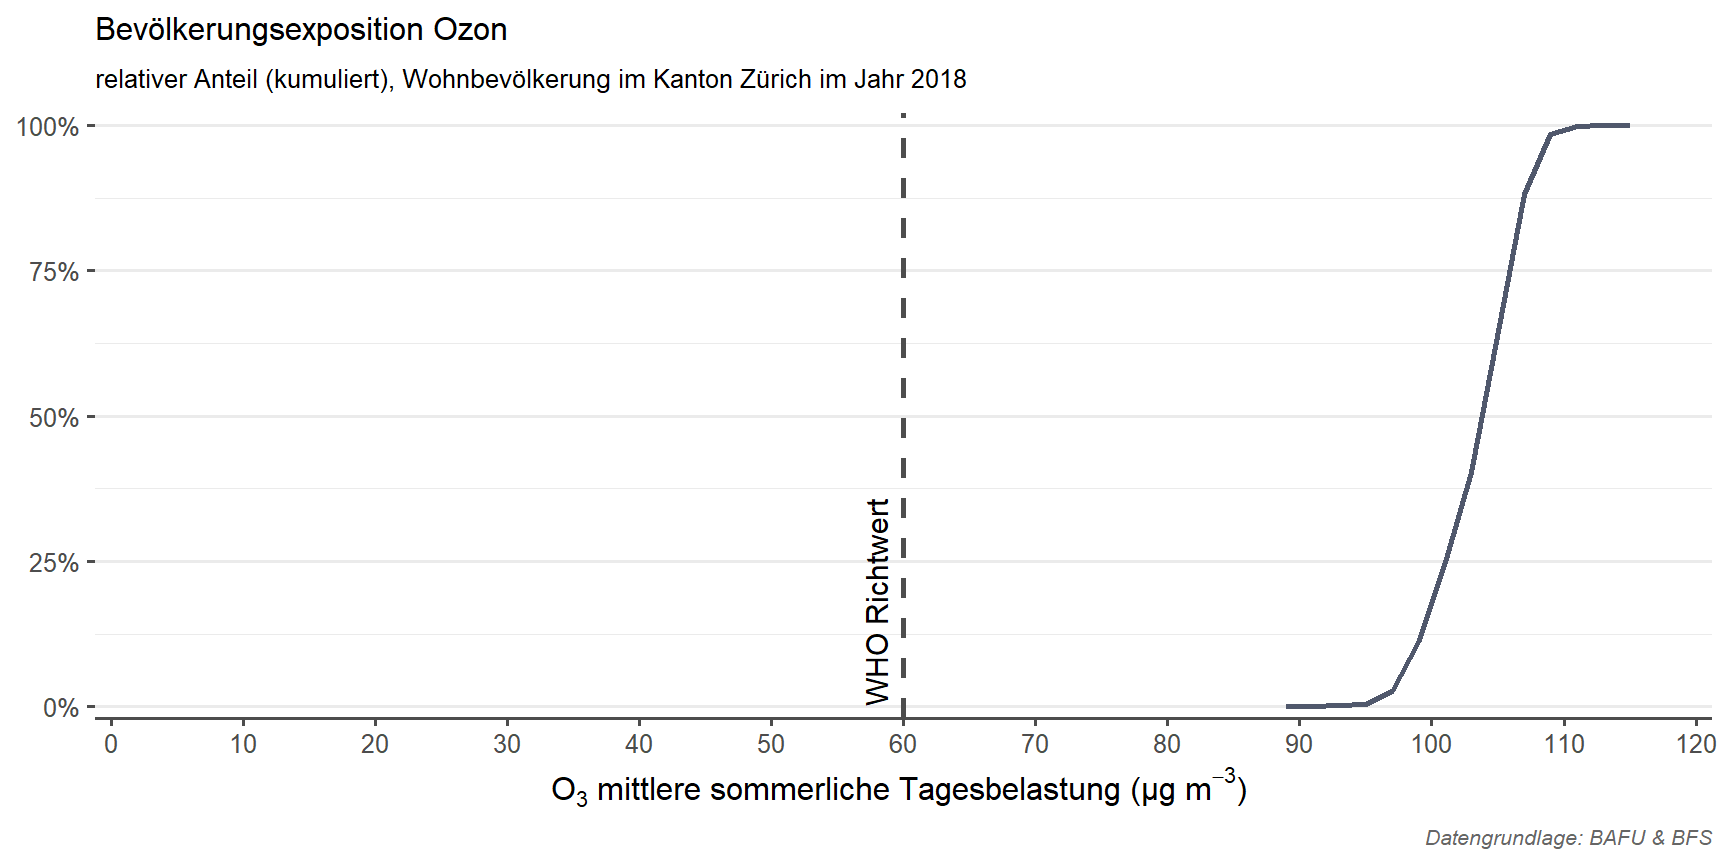 Bevölkerungsexposition Ozon
relativer Anteil (kumuliert), Wohnbevölkerung im Kanton Zürich im Jahr 2018
100%
75%
50%
25%
0%
WHO Richtwert
0 10 20 30 40 50 60 70 80 90 100 110 120
O₃ mittlere sommerliche Tagesbelastung (µg m⁻³)
Datengrundlage: BAFU & BFS